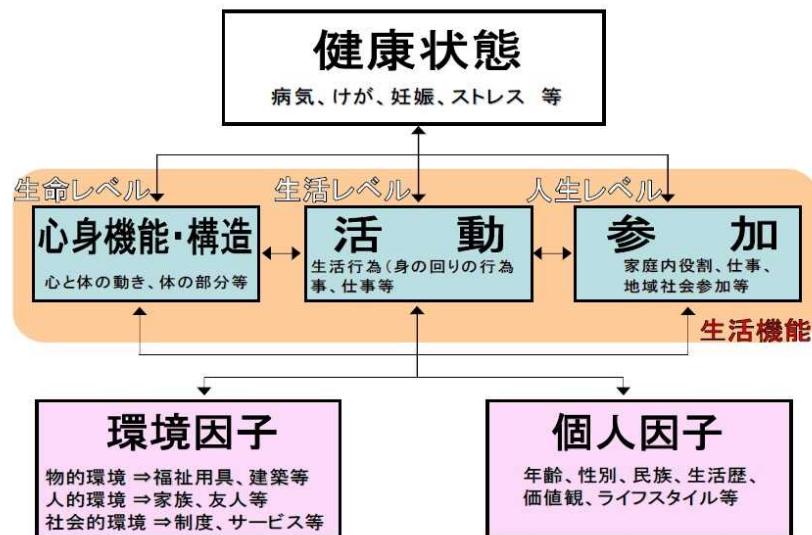 健康状態
病気、けが、妊娠、ストレス 等
生命レベル
生活レベル
人生レベル
心身機能・構造
心と体の動き、体の部分等
活 動
生活行為(身の回りの行為
事、仕事等
参 加
家庭内役割、仕事、
地域社会参加等
生活機能
環境因子
物的環境 ⇒福祉用具、建築等
人的環境 ⇒家族、友人等
社会的環境 ⇒制度、サービス等
個人因子
年齢、性別、民族、生活歴、
価値観、ライフスタイル等